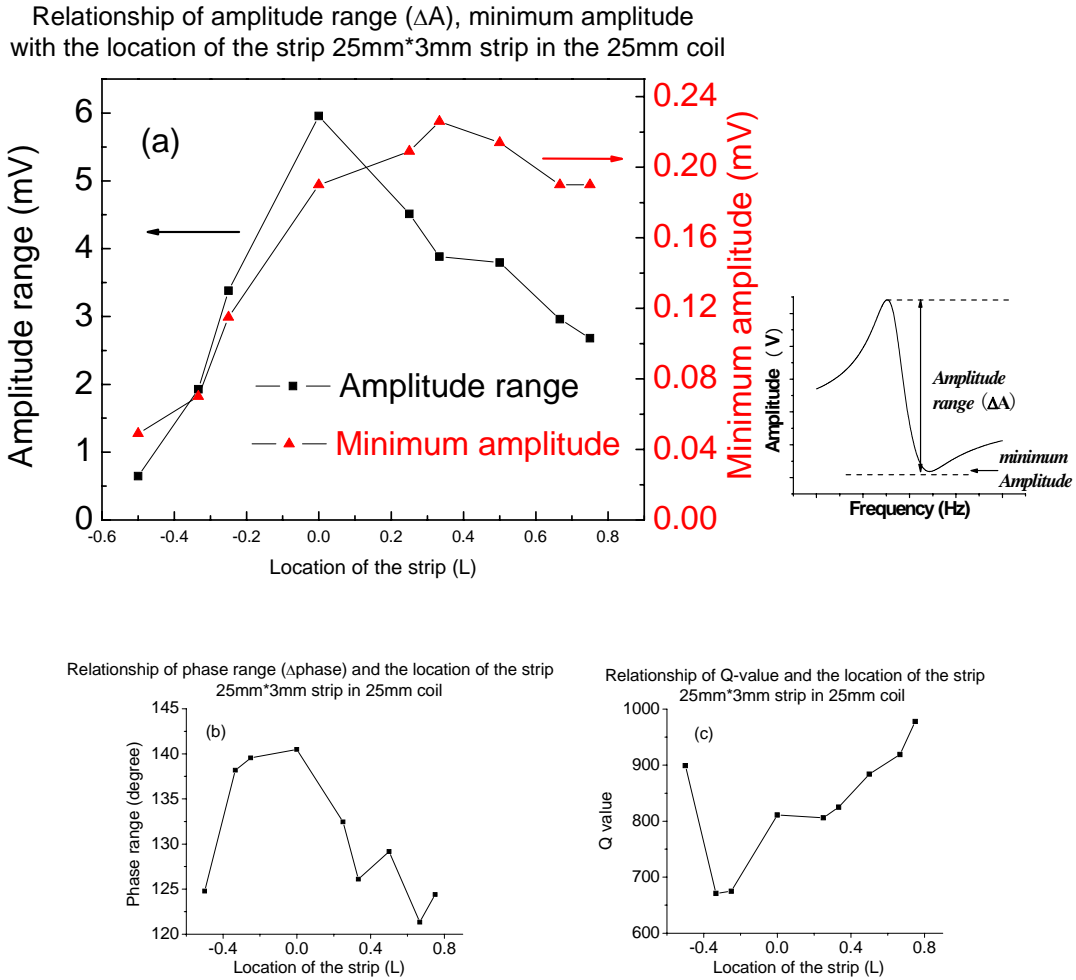 Relationship of amplitude range (ΔA), minimum amplitude
with the location of the strip 25mm*3mm strip in the 25mm coil
(a)
Amplitude range (mV)
6
5
4
3
2
1
0
0.24
0.20
0.16
0.12
0.08
0.04
0.00
Minimum amplitude (mV)
Amplitude range
Minimum amplitude
-0.6 -0.4 -0.2 0.0 0.2 0.4 0.6 0.8
Location of the strip (L)
Amplitude (V)
Amplitude
range (ΔA)
minimum
Amplitude
Frequency (Hz)
Relationship of phase range (Δphase) and the location of the strip
25mm*3mm strip in 25mm coil
(b)
Phase range (degree)
145
140
135
130
125
120
-0.4 0.0 0.4 0.8
Location of the strip (L)
Relationship of Q-value and the location of the strip
25mm*3mm strip in 25mm coil
(c)
Q value
1000
900
800
700
600
-0.4 0.0 0.4 0.8
Location of the strip (L)